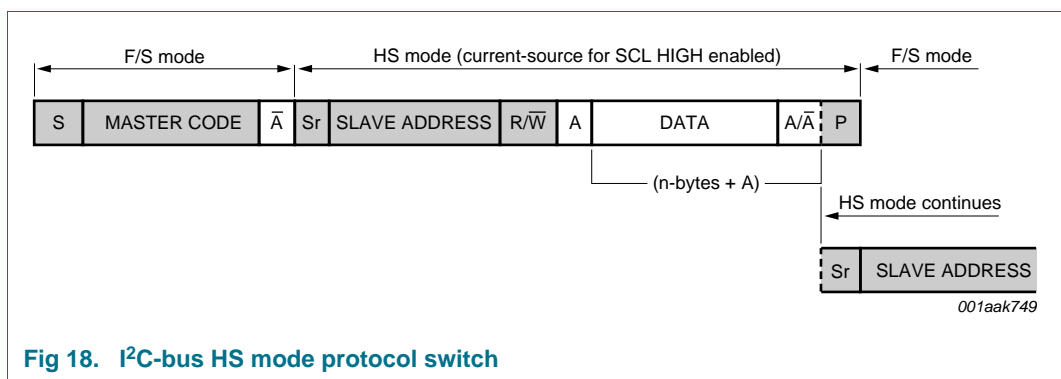 F/S mode HS mode (current-source for SCL HIGH enabled) F/S mode
S MASTER CODE A̅ Sr SLAVE ADDRESS R/W̅ A DATA A/A̅ P
(n-bytes + A)
HS mode continues
Sr SLAVE ADDRESS
001aak749
Fig 18. I²C-bus HS mode protocol switch